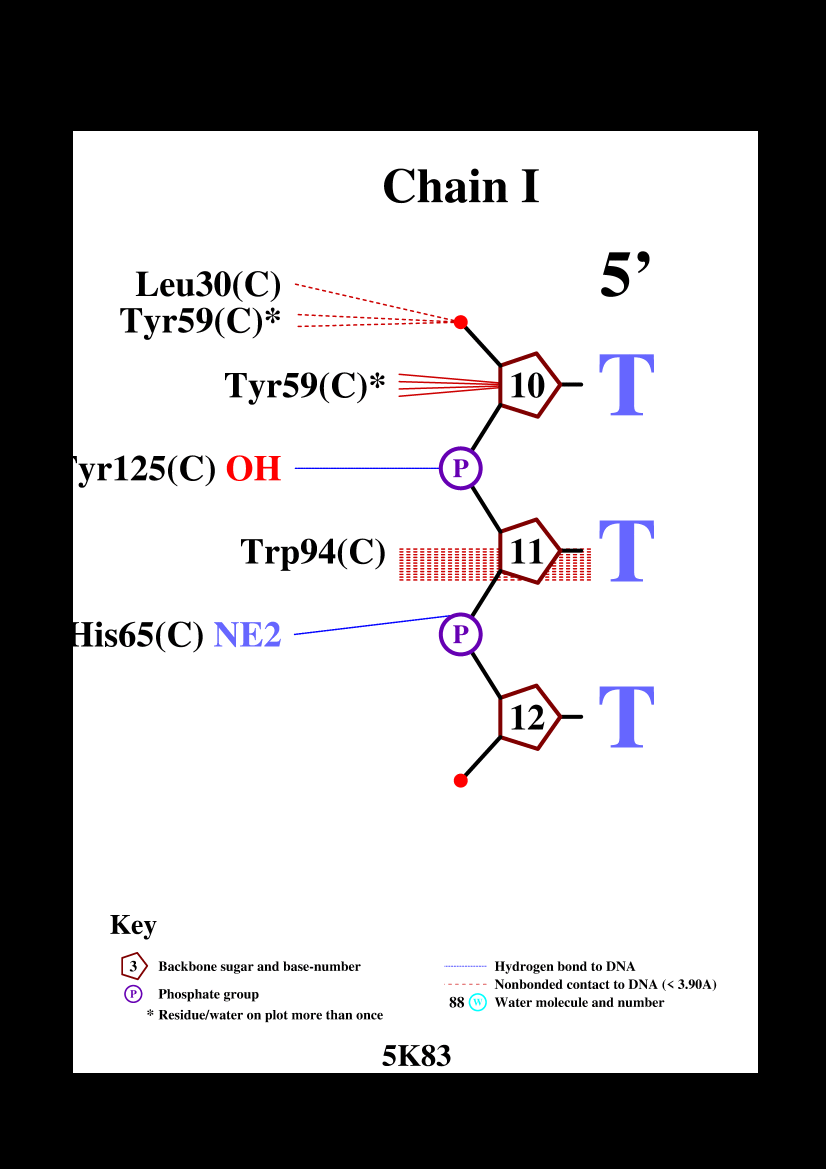 Chain I
5’
Leu30(C)
Tyr59(C)*
Tyr59(C)*
10
T
Tyr125(C) OH
P
Trp94(C)
11
T
His65(C) NE2
P
12
T
Key
3 Backbone sugar and base-number
P Phosphate group
* Residue/water on plot more than once
Hydrogen bond to DNA
Nonbonded contact to DNA (< 3.90A)
88 W Water molecule and number
5K83